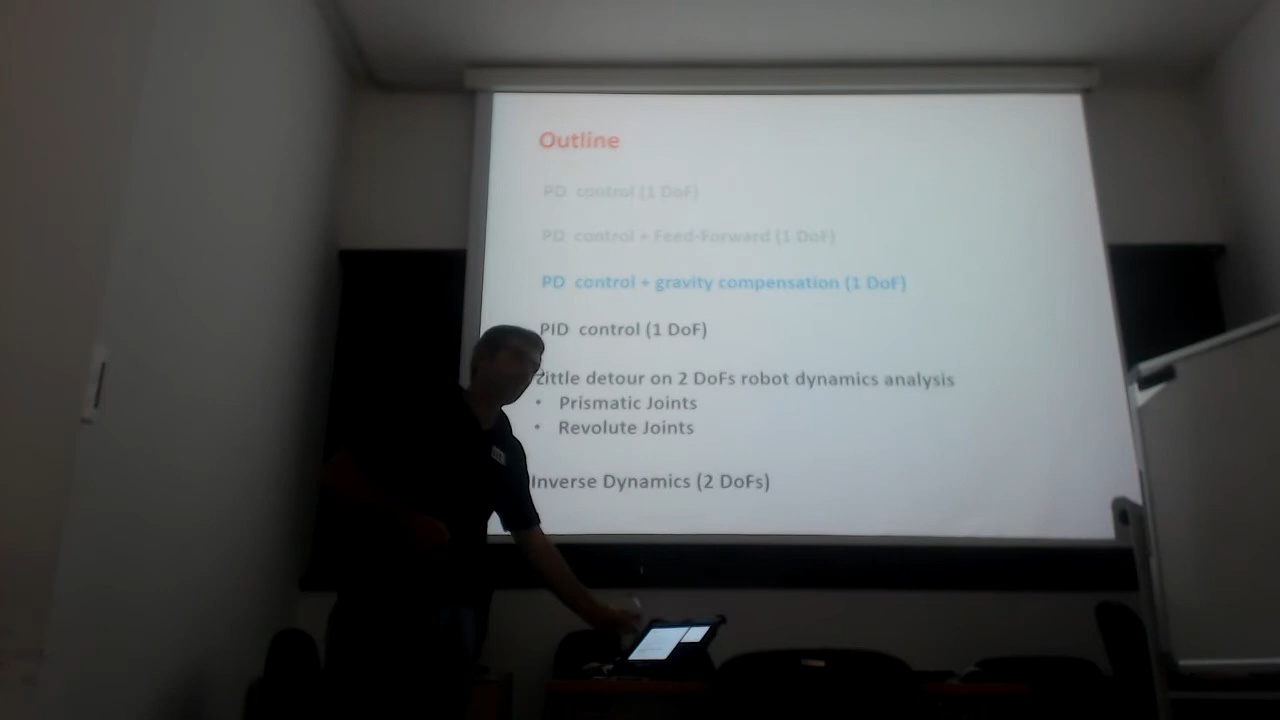 Outline
PD control (1 DoF)
PD control + Feed-Forward (1 DoF)
PD control + gravity compensation (1 DoF)
PID control (1 DoF)
Little detour on 2 DoFs robot dynamics analysis
• Prismatic Joints
• Revolute Joints
Inverse Dynamics (2 DoFs)